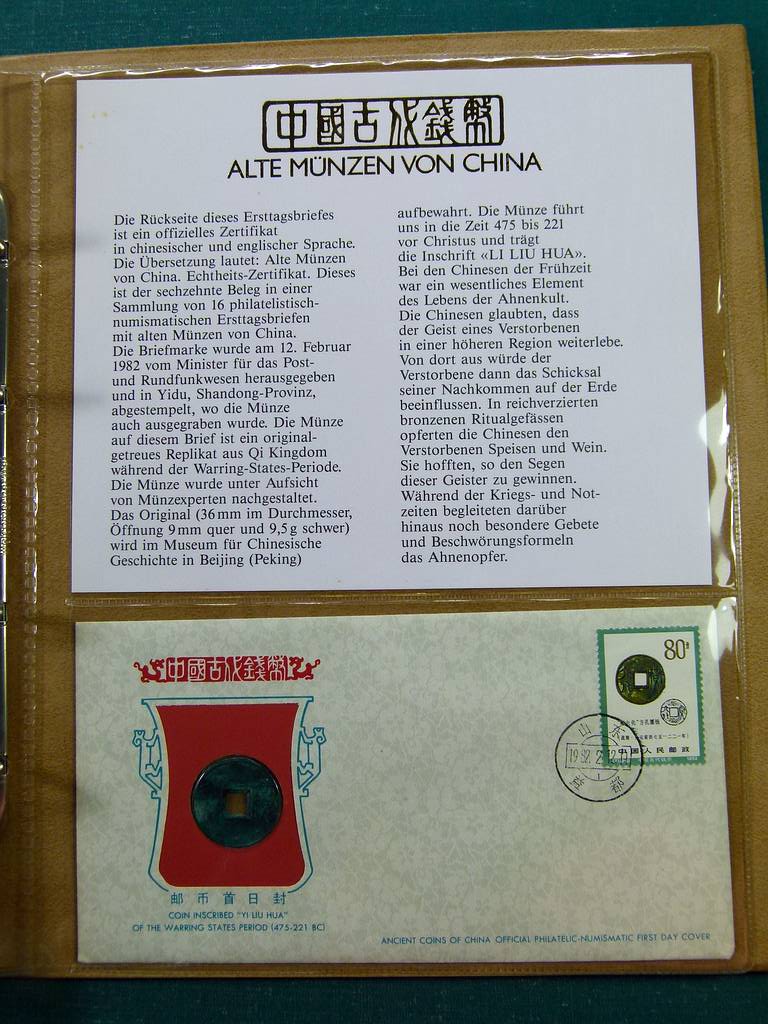 中國古代錢幣
ALTE MÜNZEN VON CHINA
Die Rückseite dieses Ersttagsbriefes
ist ein offizielles Zertifikat
in chinesischer und englischer Sprache.
Die Übersetzung lautet: Alte Münzen
von China. Echtheits-Zertifikat. Dieses
ist der sechzehnte Beleg in einer
Sammlung von 16 philatelistisch-
numismatischen Ersttagsbriefen
mit alten Münzen von China.
Die Briefmarke wurde am 12. Februar
1982 vom Minister für das Post-
und Rundfunkwesen herausgegeben
und in Yidu, Shandong-Provinz,
abgestempelt, wo die Münze
auch ausgegraben wurde. Die Münze
auf diesem Brief ist ein original-
getreues Replikat aus Qi Kingdom
während der Warring-States-Periode.
Die Münze wurde unter Aufsicht
von Münzexperten nachgestaltet.
Das Original (36 mm im Durchmesser,
Öffnung 9 mm quer und 9,5 g schwer)
wird im Museum für Chinesische
Geschichte in Beijing (Peking)
aufbewahrt. Die Münze führt
uns in die Zeit 475 bis 221
vor Christus und trägt
die Inschrift «LI LIU HUA».
Bei den Chinesen der Frühzeit
war ein wesentliches Element
des Lebens der Ahnenkult.
Die Chinesen glaubten, dass
der Geist eines Verstorbenen
in einer höheren Region weiterlebe.
Von dort aus würde der
Verstorbene dann das Schicksal
seiner Nachkommen auf der Erde
beeinflussen. In reichverzierten
bronzenen Ritualgefässen
opferten die Chinesen den
Verstorbenen Speisen und Wein.
Sie hofften, so den Segen
dieser Geister zu gewinnen.
Während der Kriegs- und Not-
zeiten begleiteten darüber
hinaus noch besondere Gebete
und Beschwörungsformeln
das Ahnenopfer.
中國古代錢幣
80分
方孔圜钱
中国人民邮政
山东
益都
邮币首日封
COIN INSCRIBED "YI LIU HUA"
OF THE WARRING STATES PERIOD (475-221 BC)
ANCIENT COINS OF CHINA OFFICIAL PHILATELIC-NUMISMATIC FIRST DAY COVER